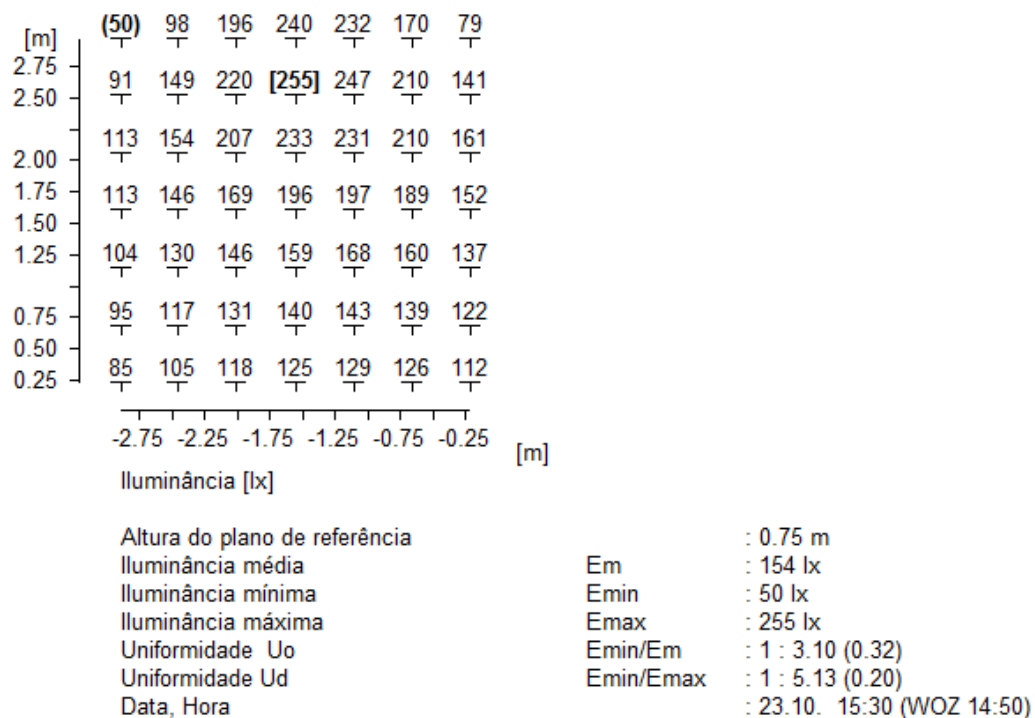 (50) 98 196 240 232 170 79
[m]
2.75
91 149 220 [255] 247 210 141
2.50
113 154 207 233 231 210 161
2.00
1.75
113 146 169 196 197 189 152
1.50
1.25
104 130 146 159 168 160 137
0.75
95 117 131 140 143 139 122
0.50
0.25
85 105 118 125 129 126 112
-2.75 -2.25 -1.75 -1.25 -0.75 -0.25
[m]
Iluminância [lx]
Altura do plano de referência : 0.75 m
Iluminância média Em : 154 lx
Iluminância mínima Emin : 50 lx
Iluminância máxima Emax : 255 lx
Uniformidade Uo Emin/Em : 1 : 3.10 (0.32)
Uniformidade Ud Emin/Emax : 1 : 5.13 (0.20)
Data, Hora : 23.10. 15:30 (WOZ 14:50)